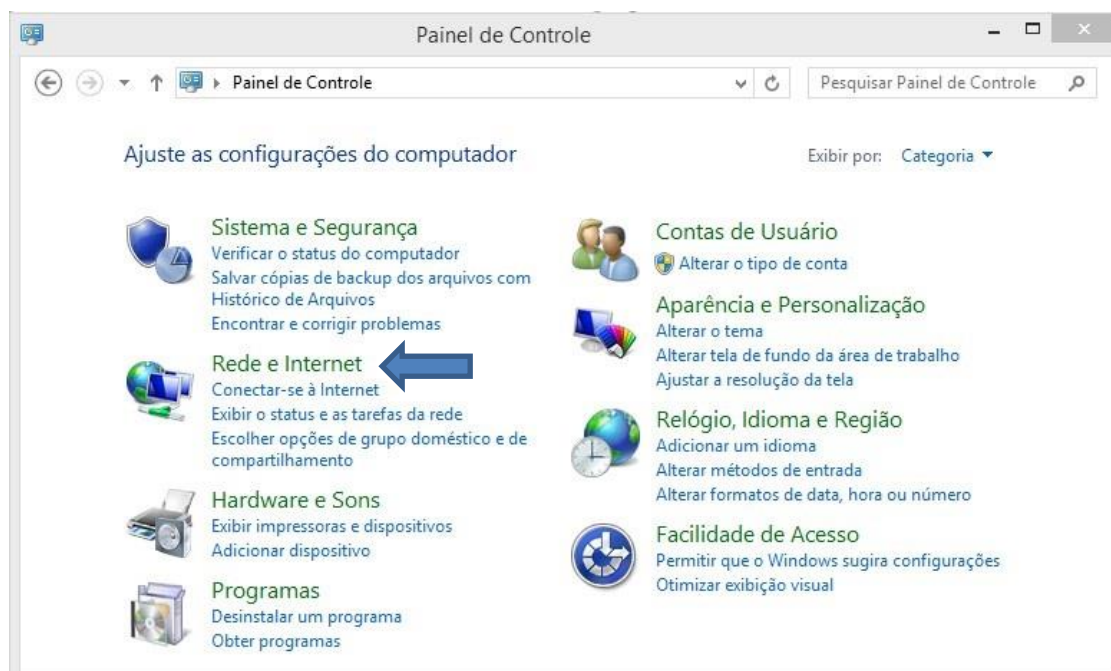 Painel de Controle
Painel de Controle
Pesquisar Painel de Controle
Ajuste as configurações do computador
Exibir por: Categoria
Sistema e Segurança
Verificar o status do computador
Salvar cópias de backup dos arquivos com
Histórico de Arquivos
Encontrar e corrigir problemas
Rede e Internet
Conectar-se à Internet
Exibir o status e as tarefas da rede
Escolher opções de grupo doméstico e de
compartilhamento
Hardware e Sons
Exibir impressoras e dispositivos
Adicionar dispositivo
Programas
Desinstalar um programa
Obter programas
Contas de Usuário
Alterar o tipo de conta
Aparência e Personalização
Alterar o tema
Alterar tela de fundo da área de trabalho
Ajustar a resolução da tela
Relógio, Idioma e Região
Adicionar um idioma
Alterar métodos de entrada
Alterar formatos de data, hora ou número
Facilidade de Acesso
Permitir que o Windows sugira configurações
Otimizar exibição visual